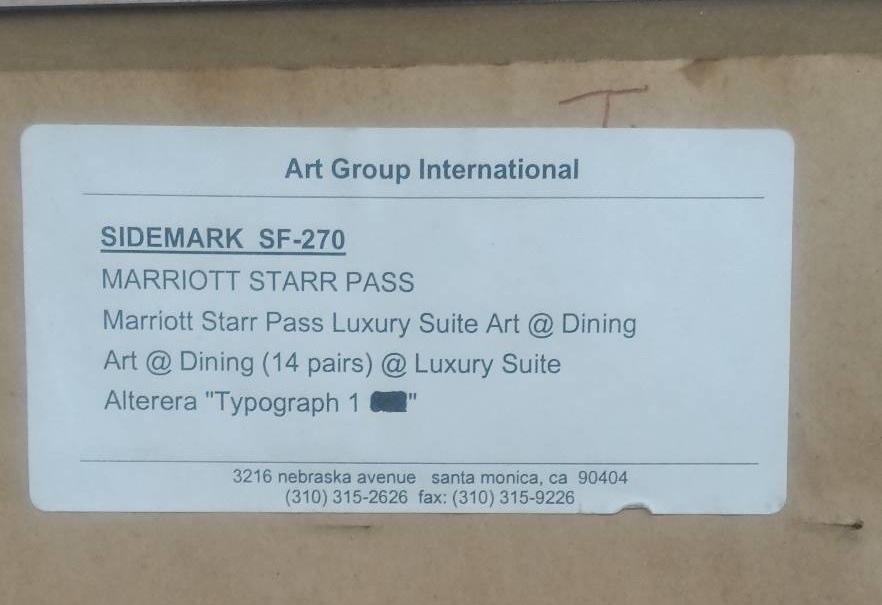 T
Art Group International
SIDEMARK SF-270
MARRIOTT STARR PASS
Marriott Starr Pass Luxury Suite Art @ Dining
Art @ Dining (14 pairs) @ Luxury Suite
Alterera "Typograph 1 "
3216 nebraska avenue santa monica, ca 90404
(310) 315-2626 fax: (310) 315-9226